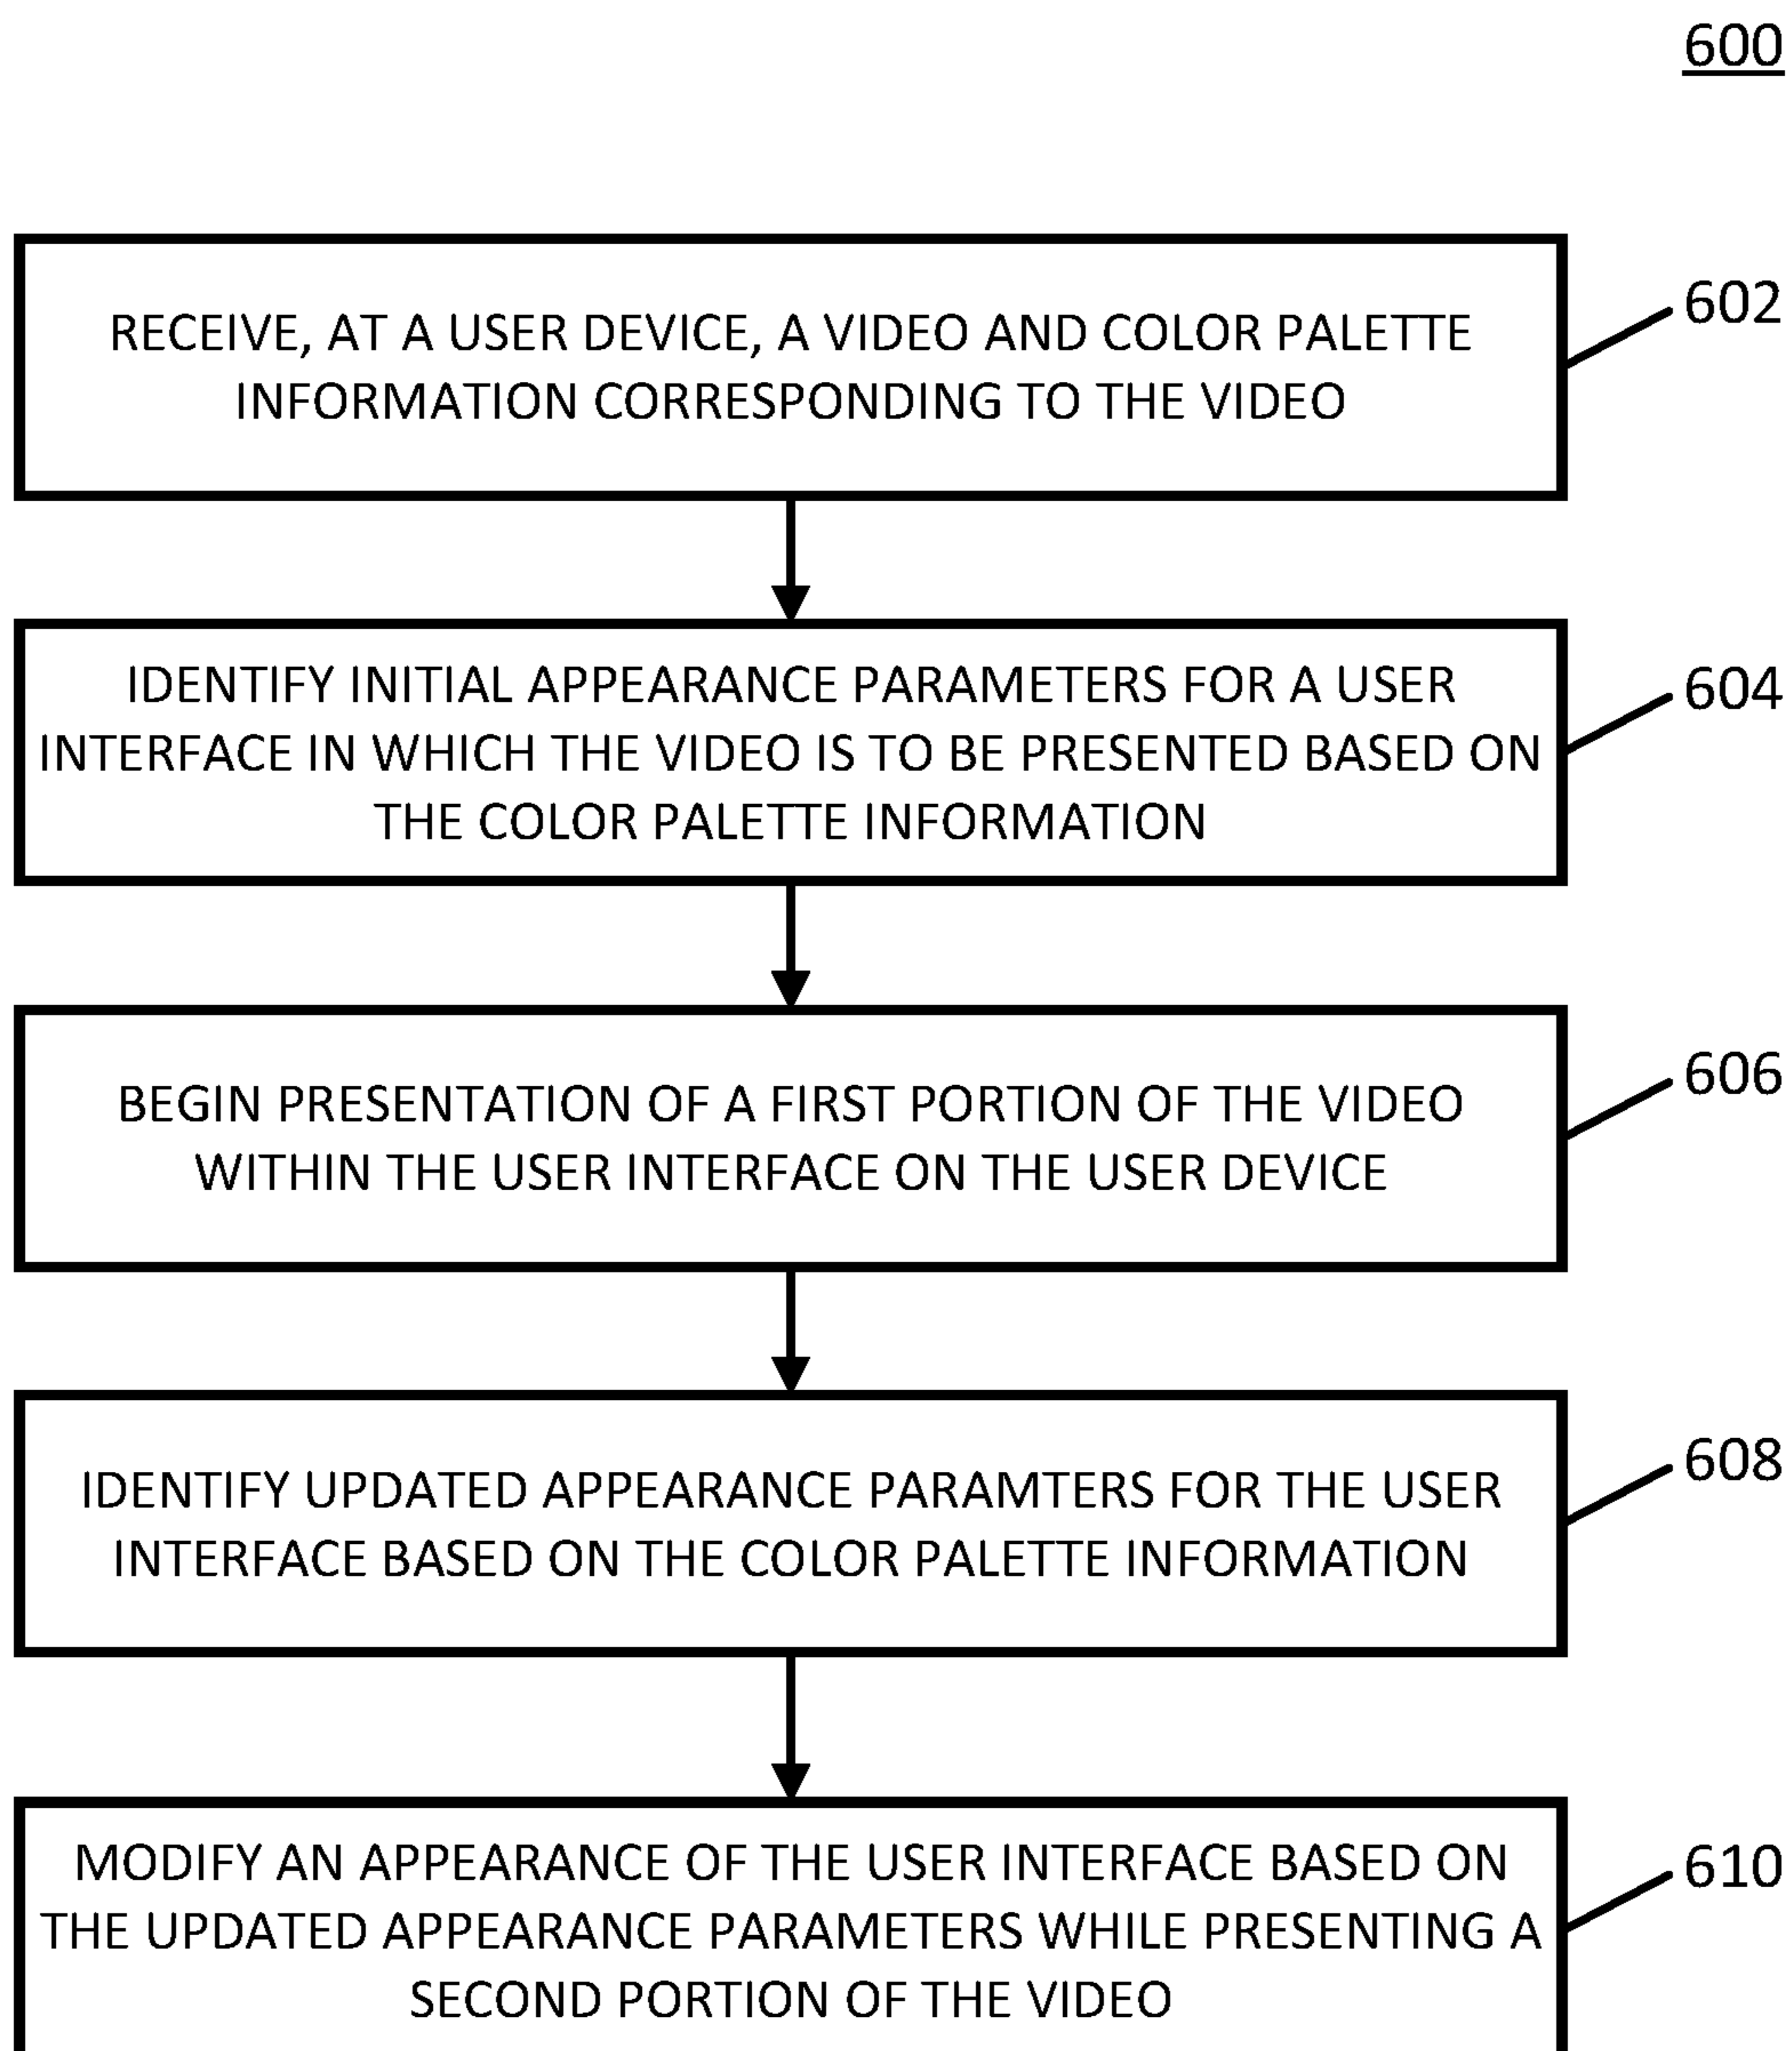 600
RECEIVE, AT A USER DEVICE, A VIDEO AND COLOR PALETTE
INFORMATION CORRESPONDING TO THE VIDEO
602
IDENTIFY INITIAL APPEARANCE PARAMETERS FOR A USER
INTERFACE IN WHICH THE VIDEO IS TO BE PRESENTED BASED ON
THE COLOR PALETTE INFORMATION
604
BEGIN PRESENTATION OF A FIRST PORTION OF THE VIDEO
WITHIN THE USER INTERFACE ON THE USER DEVICE
606
IDENTIFY UPDATED APPEARANCE PARAMTERS FOR THE USER
INTERFACE BASED ON THE COLOR PALETTE INFORMATION
608
MODIFY AN APPEARANCE OF THE USER INTERFACE BASED ON
THE UPDATED APPEARANCE PARAMETERS WHILE PRESENTING A
SECOND PORTION OF THE VIDEO
610